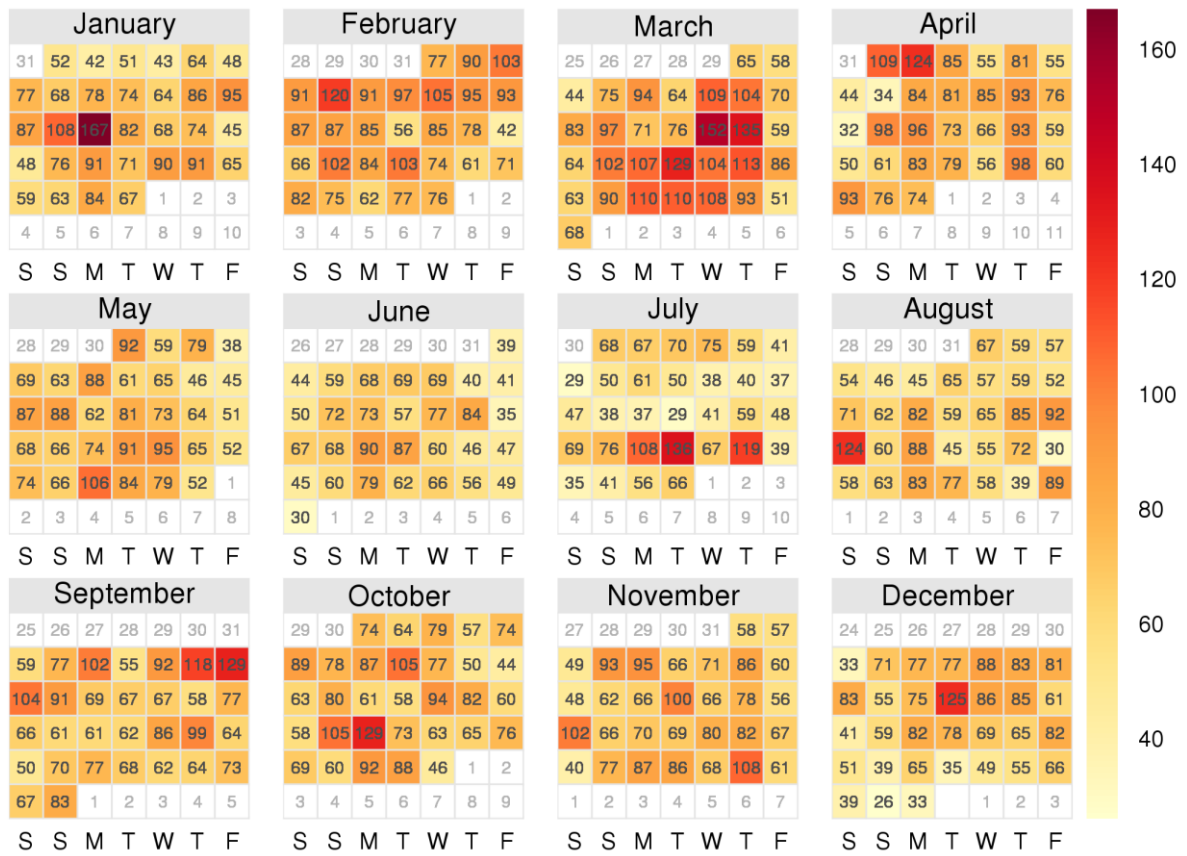 January February March April
31 52 42 51 43 64 48 28 29 30 31 77 90 103 25 26 27 28 29 65 58 31 109 124 85 55 81 55 160
77 68 78 74 64 86 95 91 120 91 97 105 95 93 44 75 94 64 109 104 70 44 34 84 81 85 93 76
87 108 167 82 68 74 45 87 87 85 56 85 78 42 83 97 71 76 152 135 59 32 98 96 73 66 93 59
48 76 91 71 90 91 65 66 102 84 103 74 61 71 64 102 107 129 104 113 86 50 61 83 79 56 98 60 140
59 63 84 67 1 2 3 82 75 62 77 76 1 2 63 90 110 110 108 93 51 93 76 74 1 2 3 4
4 5 6 7 8 9 10 3 4 5 6 7 8 9 68 1 2 3 4 5 6 5 6 7 8 9 10 11
S S M T W T F S S M T W T F S S M T W T F S S M T W T F 120
May June July August
28 29 30 92 59 79 38 26 27 28 29 30 31 39 30 68 67 70 75 59 41 28 29 30 31 67 59 57
69 63 88 61 65 46 45 44 59 68 69 69 40 41 29 50 61 50 38 40 37 54 46 45 65 57 59 52 100
87 88 62 81 73 64 51 50 72 73 57 77 84 35 47 38 37 29 41 59 48 71 62 82 59 65 85 92
68 66 74 91 95 65 52 67 68 90 87 60 46 47 69 76 108 136 67 119 39 124 60 88 45 55 72 30
74 66 106 84 79 52 1 45 60 79 62 66 56 49 35 41 56 66 1 2 3 58 63 83 77 58 39 89
2 3 4 5 6 7 8 30 1 2 3 4 5 6 4 5 6 7 8 9 10 1 2 3 4 5 6 7 80
S S M T W T F S S M T W T F S S M T W T F S S M T W T F
September October November December
25 26 27 28 29 30 31 29 30 74 64 79 57 74 27 28 29 30 31 58 57 24 25 26 27 28 29 30 60
59 77 102 55 92 118 129 89 78 87 105 77 50 44 49 93 95 66 71 86 60 33 71 77 77 88 83 81
104 91 69 67 67 58 77 63 80 61 58 94 82 60 48 62 66 100 66 78 56 83 55 75 125 86 85 61
66 61 61 62 86 99 64 58 105 129 73 63 65 76 102 66 70 69 80 82 67 41 59 82 78 69 65 82 40
50 70 77 68 62 64 73 69 60 92 88 46 1 2 40 77 87 86 68 108 61 51 39 65 35 49 55 66
67 83 1 2 3 4 5 3 4 5 6 7 8 9 1 2 3 4 5 6 7 39 26 33 1 2 3
S S M T W T F S S M T W T F S S M T W T F S S M T W T F